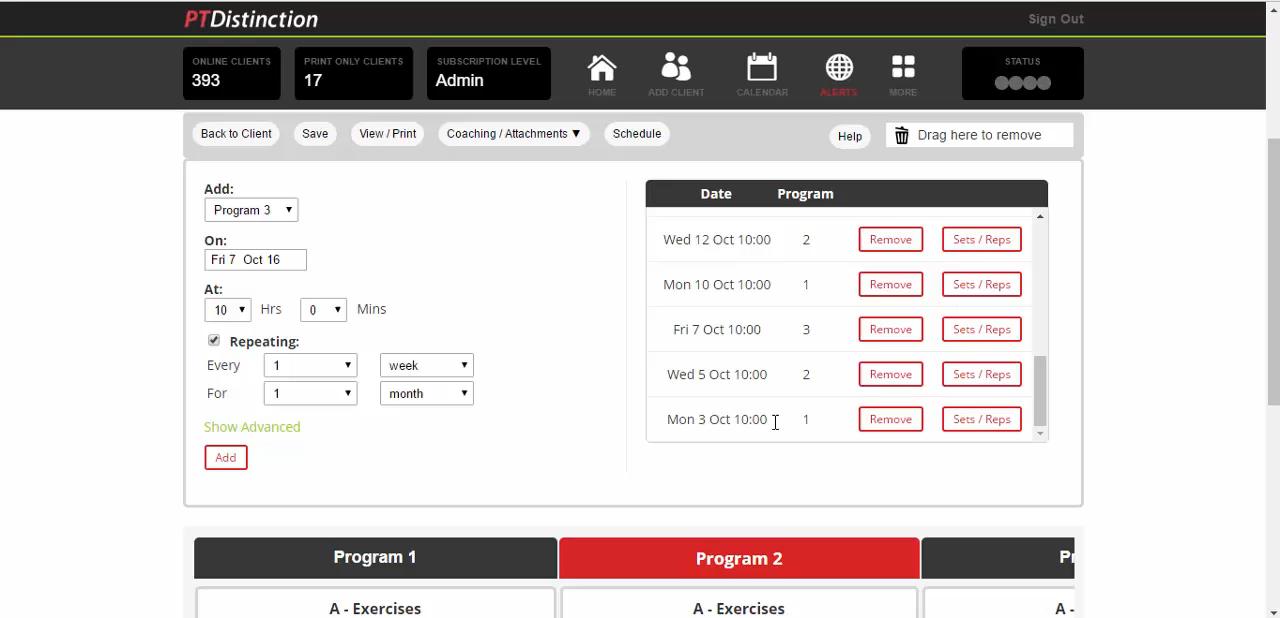 PTDistinction
Sign Out
ONLINE CLIENTS
393
PRINT ONLY CLIENTS
17
SUBSCRIPTION LEVEL
Admin
HOME
ADD CLIENT
CALENDAR
ALERTS
MORE
STATUS
Back to Client
Save
View / Print
Coaching / Attachments ▼
Schedule
Help
Drag here to remove
Add:
Program 3
On:
Fri 7 Oct 16
At:
10 Hrs 0 Mins
Repeating:
Every 1 week
For 1 month
Show Advanced
Add
Date Program
Wed 12 Oct 10:00 2 Remove Sets / Reps
Mon 10 Oct 10:00 1 Remove Sets / Reps
Fri 7 Oct 10:00 3 Remove Sets / Reps
Wed 5 Oct 10:00 2 Remove Sets / Reps
Mon 3 Oct 10:00 1 Remove Sets / Reps
Program 1
Program 2
A - Exercises
A - Exercises
A -